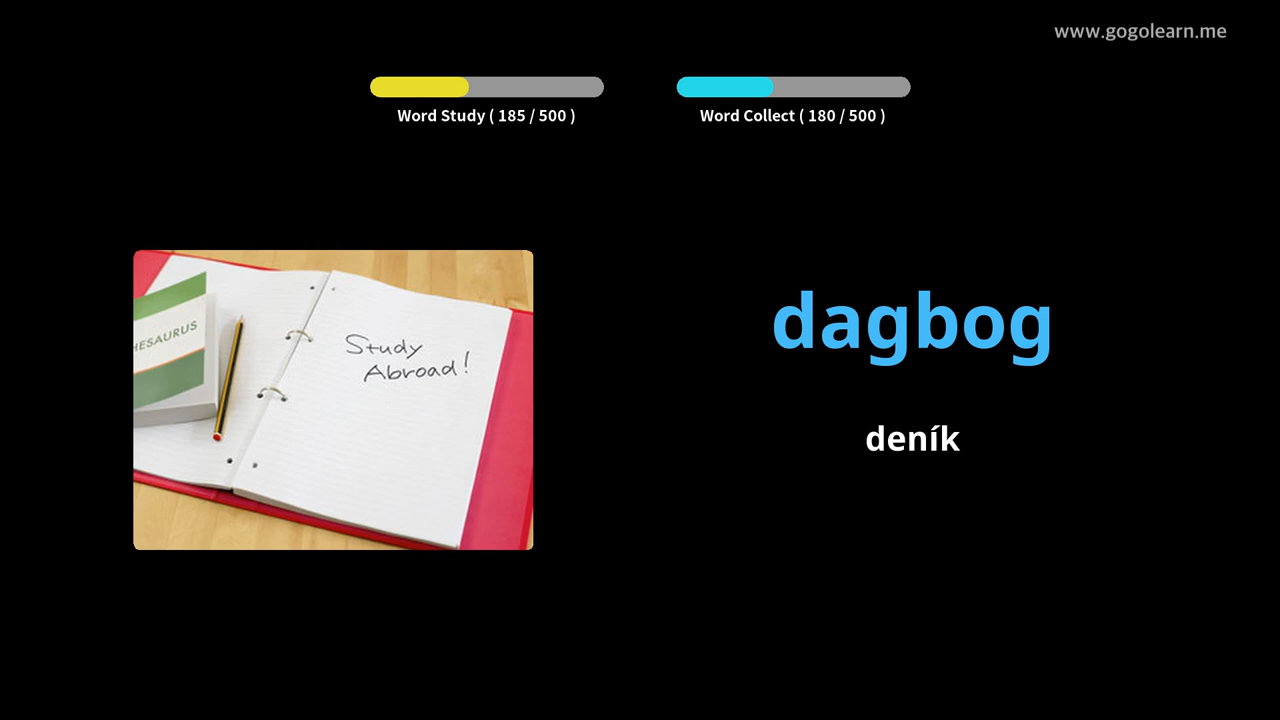 www.gogolearn.me
Word Study ( 185 / 500 )
Word Collect ( 180 / 500 )
HESAURUS
Study
Abroad!
dagbog
deník